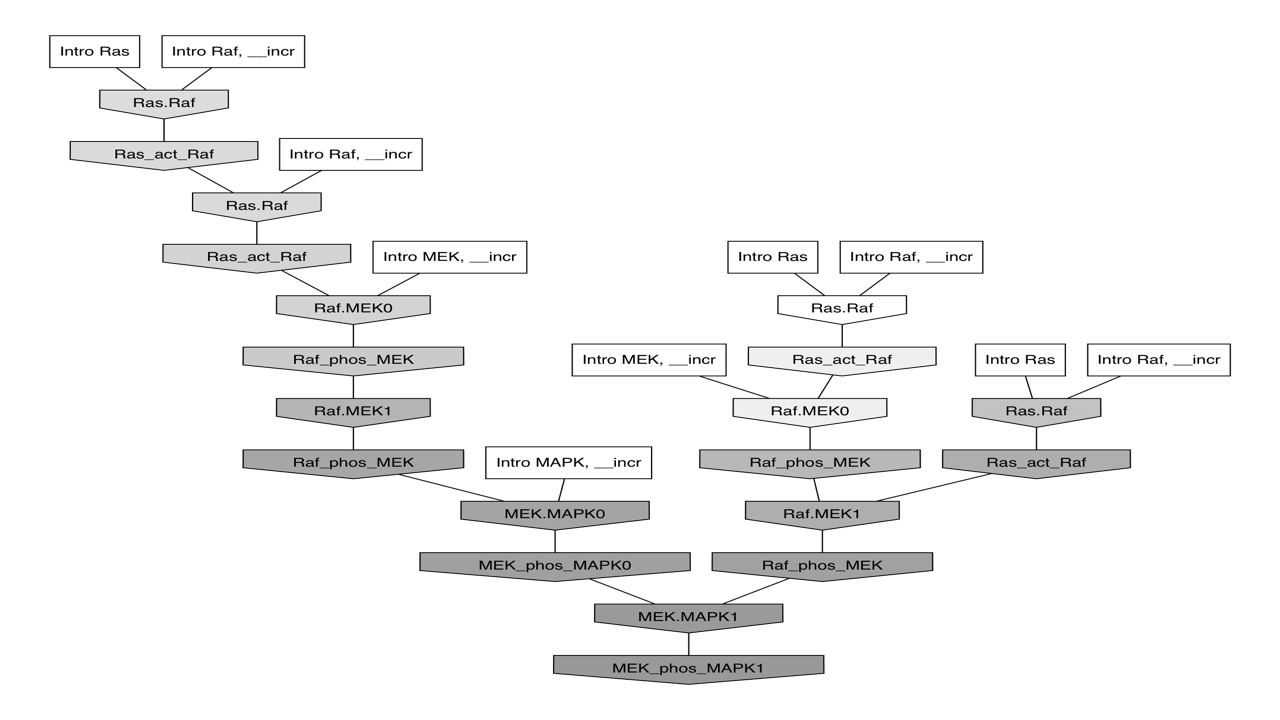 Intro Ras
Intro Raf, __incr
Ras.Raf
Ras_act_Raf
Intro Raf, __incr
Ras.Raf
Ras_act_Raf
Intro MEK, __incr
Intro Ras
Intro Raf, __incr
Raf.MEK0
Ras.Raf
Raf_phos_MEK
Intro MEK, __incr
Ras_act_Raf
Intro Ras
Intro Raf, __incr
Raf.MEK1
Raf.MEK0
Ras.Raf
Raf_phos_MEK
Intro MAPK, __incr
Raf_phos_MEK
Ras_act_Raf
MEK.MAPK0
Raf.MEK1
MEK_phos_MAPK0
Raf_phos_MEK
MEK.MAPK1
MEK_phos_MAPK1